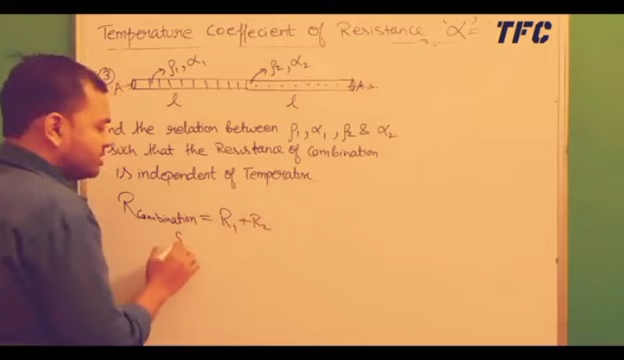 Temperature Coeffecient of Resistance 'α'=
TFC
③
ρ₁, α₁
ρ₂, α₂
A
A
l
l
nd the relation between ρ₁, α₁, ρ₂ & α₂
such that the Resistance of Combination
is independent of Temperature.
R Combination = R₁ + R₂